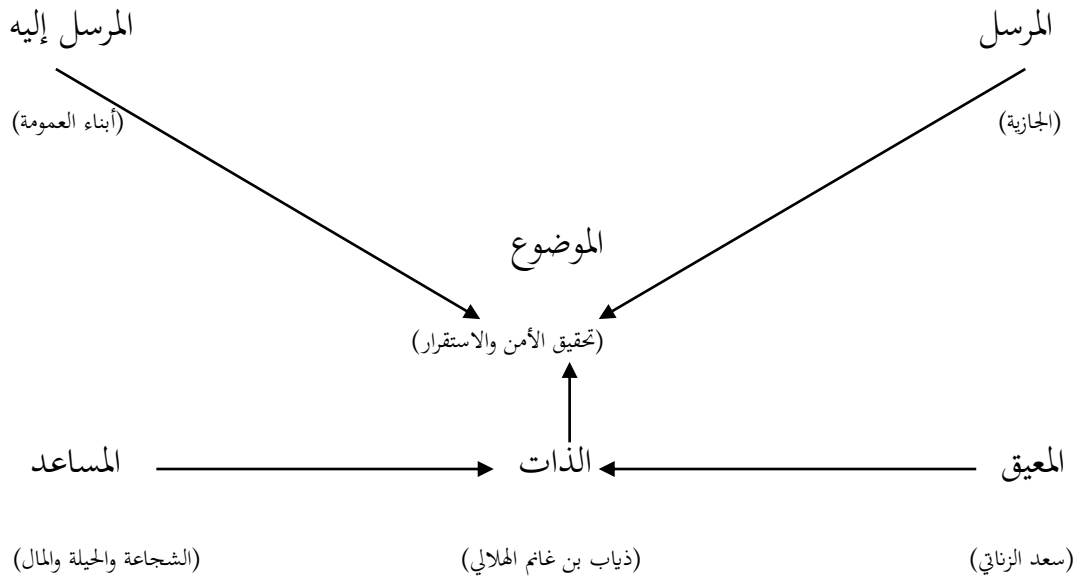 المرسل المرسل إليه
(الجازية) (أبناء العمومة)
الموضوع
(تحقيق الأمن والاستقرار)
المعيق الذات المساعد
(سعد الزناتي) (ذياب بن غانم الهلالي) (الشجاعة والحيلة والمال)